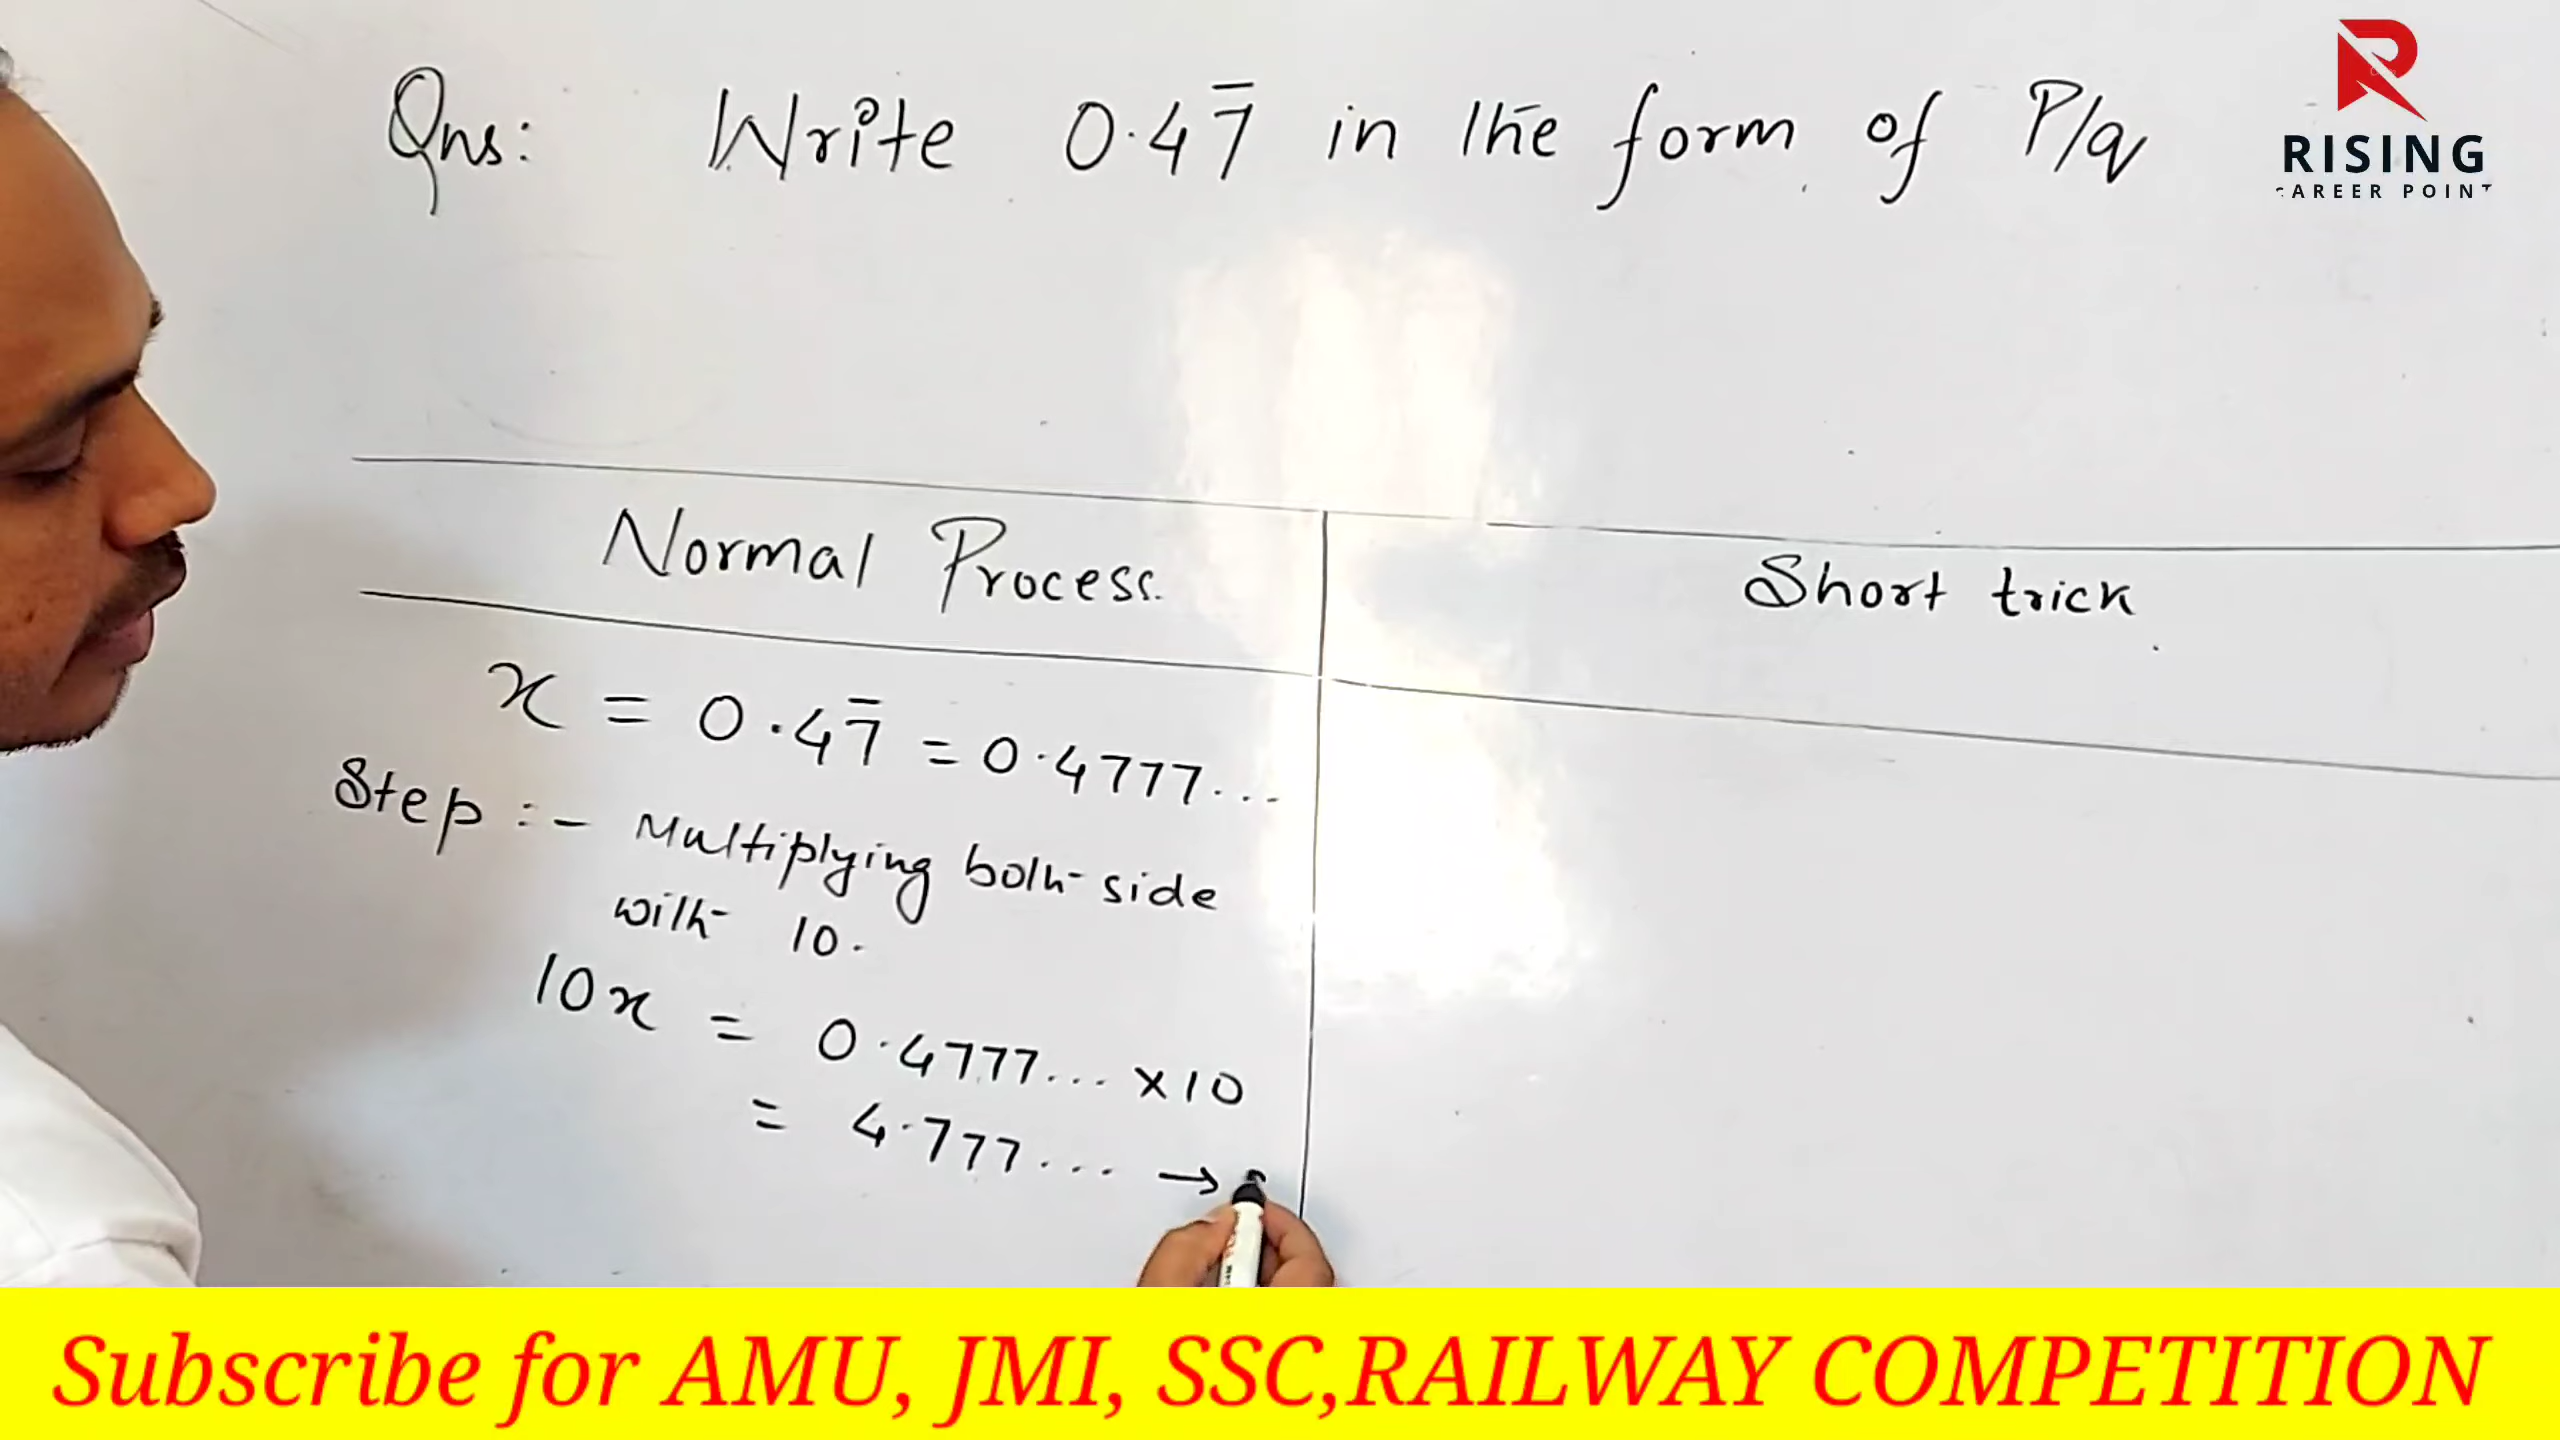 Qns: Write 0.47̅ in the form of P/q
RISING
CAREER POINT
Normal Process.
Short trick
x = 0.47̅ = 0.4777...
Step :- Multiplying both side
with 10.
10x = 0.4777... ×10
= 4.777... →
Subscribe for AMU, JMI, SSC,RAILWAY COMPETITION